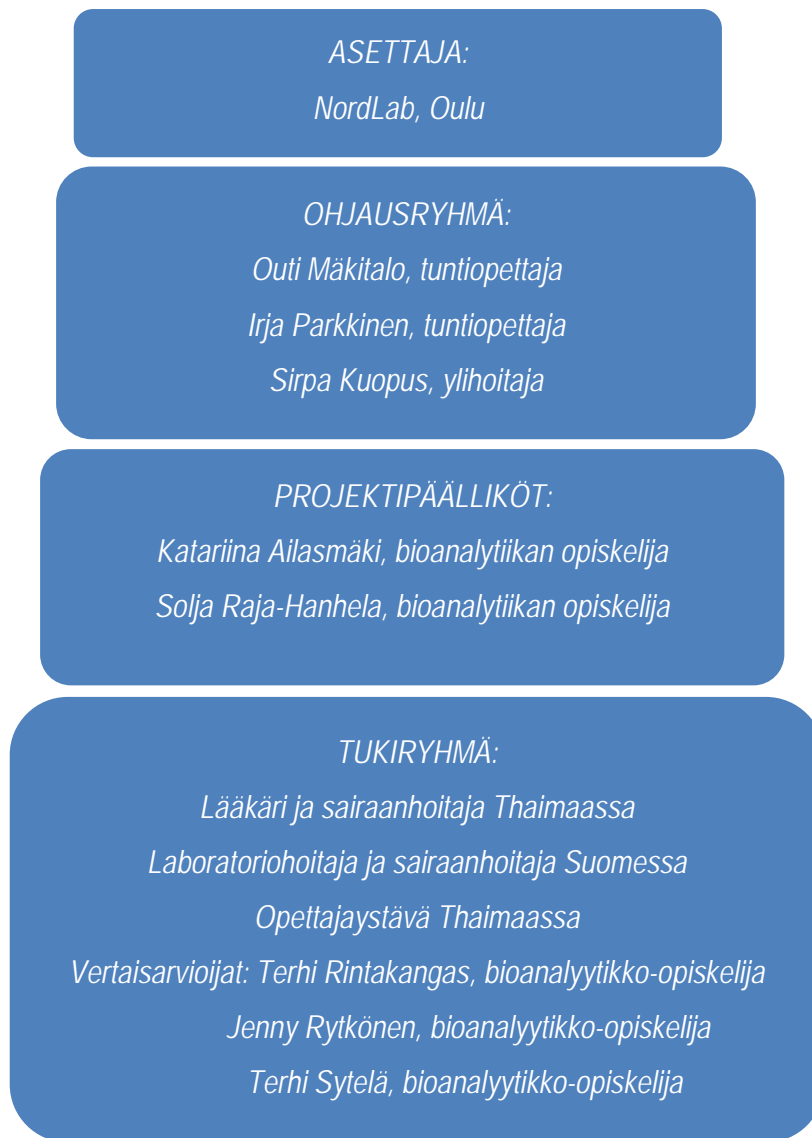 ASETTAJA:
NordLab, Oulu
OHJAUSRYHMÄ:
Outi Mäkitalo, tuntiopettaja
Irja Parkkinen, tuntiopettaja
Sirpa Kuopus, ylihoitaja
PROJEKTIPÄÄLLIKÖT:
Katariina Ailasmäki, bioanalytiikan opiskelija
Solja Raja-Hanhela, bioanalytiikan opiskelija
TUKIRYHMÄ:
Lääkäri ja sairaanhoitaja Thaimaassa
Laboratoriohoitaja ja sairaanhoitaja Suomessa
Opettajaystävä Thaimaassa
Vertaisarvioijat: Terhi Rintakangas, bioanalyytikko-opiskelija
Jenny Rytkönen, bioanalyytikko-opiskelija
Terhi Sytelä, bioanalyytikko-opiskelija